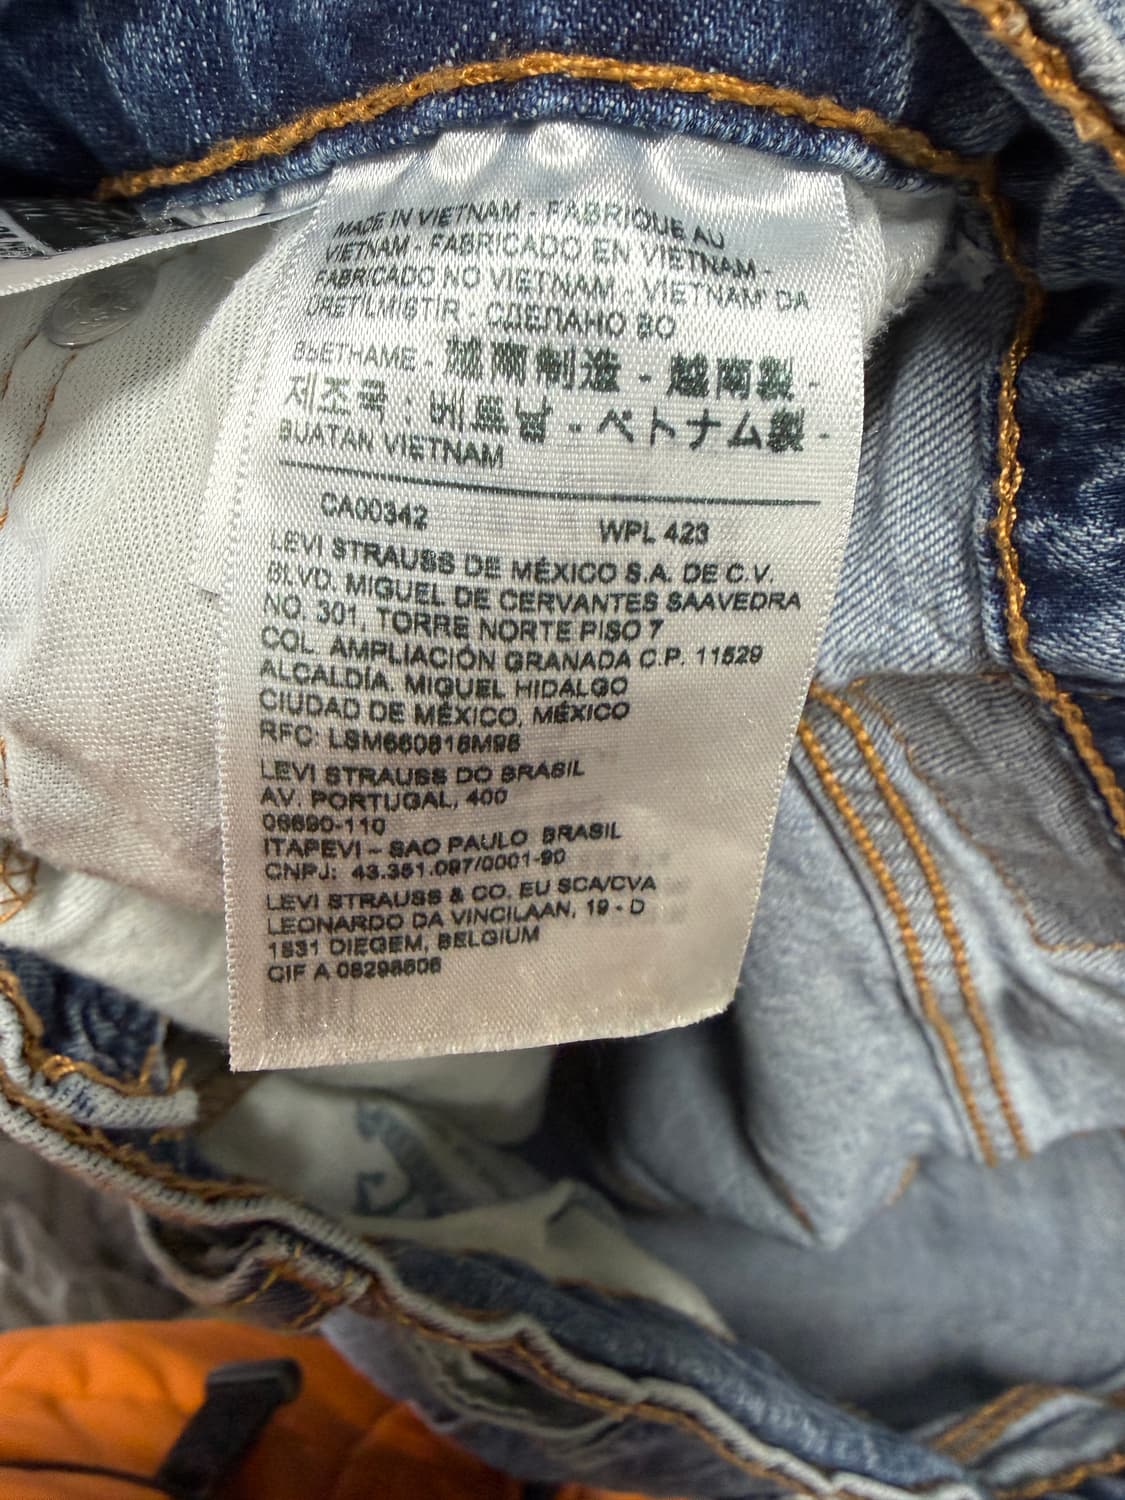 MADE IN VIETNAM - FABRIQUE AU
VIETNAM - FABRICADO EN VIETNAM -
FABRICADO NO VIETNAM - VIETNAM' DA
ÜRETİLMİŞTİR - СДЕЛАНО ВО
ВЬЕТНАМЕ - 越南制造 - 越南製 -
제조국 : 베트남 - ベトナム製 -
BUATAN VIETNAM
CA00342 WPL 423
LEVI STRAUSS DE MÉXICO S.A. DE C.V.
BLVD. MIGUEL DE CERVANTES SAAVEDRA
NO. 301, TORRE NORTE PISO 7
COL. AMPLIACIÓN GRANADA C.P. 11529
ALCALDÍA. MIGUEL HIDALGO
CIUDAD DE MÉXICO, MÉXICO
RFC:
LEVI STRAUSS DO BRASIL
AV. PORTUGAL, 400
06690-110
ITAPEVI – SAO PAULO BRASIL
CNPJ: 43.351.097/0001-90
LEVI STRAUSS & CO. EU SCA/CVA
LEONARDO DA VINCILAAN, 19 - D
1831 DIEGEM, BELGIUM
CIF A